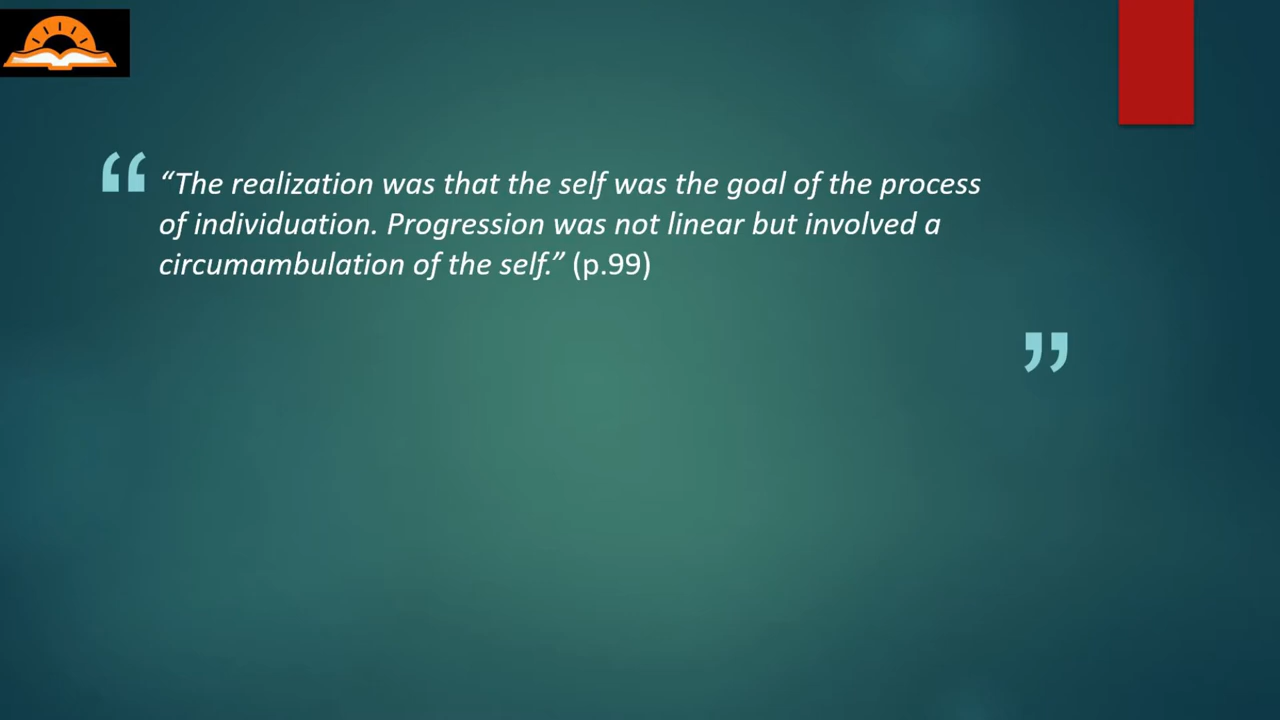 “The realization was that the self was the goal of the process
of individuation. Progression was not linear but involved a
circumambulation of the self.” (p.99)